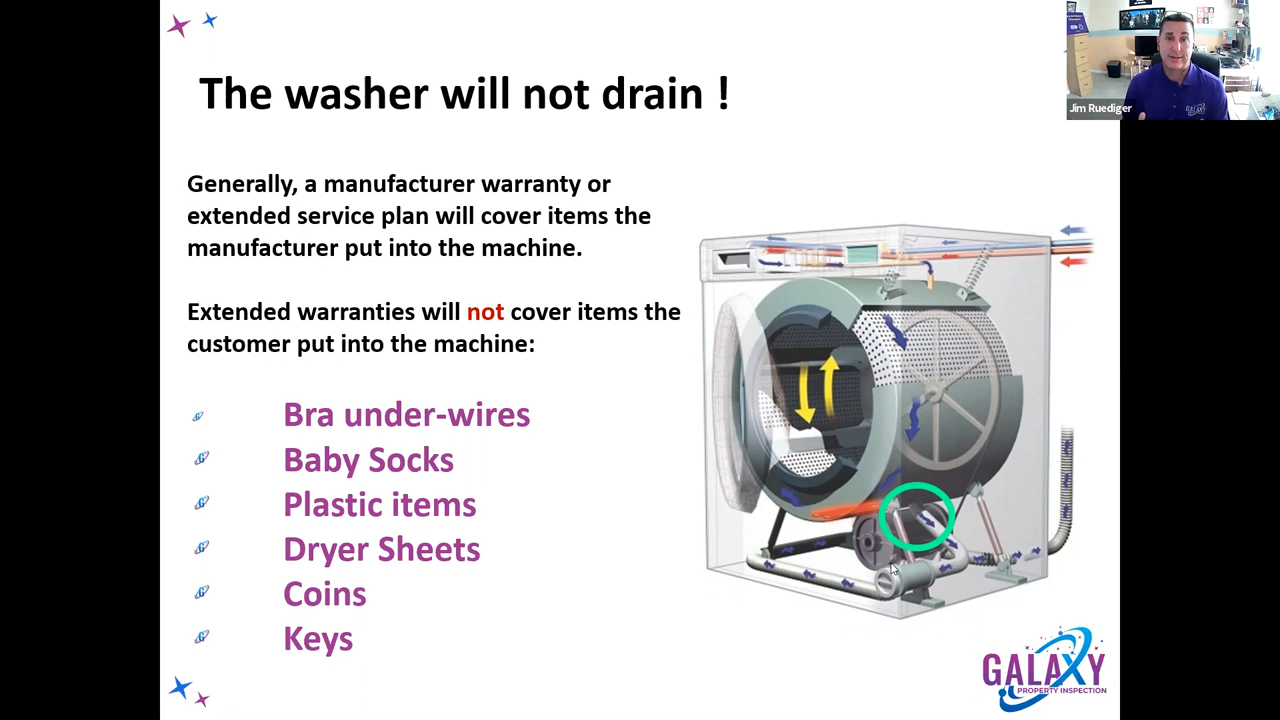 The washer will not drain !
Jim Ruediger
GALAXY
Generally, a manufacturer warranty or
extended service plan will cover items the
manufacturer put into the machine.
Extended warranties will not cover items the
customer put into the machine:
Bra under-wires
Baby Socks
Plastic items
Dryer Sheets
Coins
Keys
GALAXY
PROPERTY INSPECTION